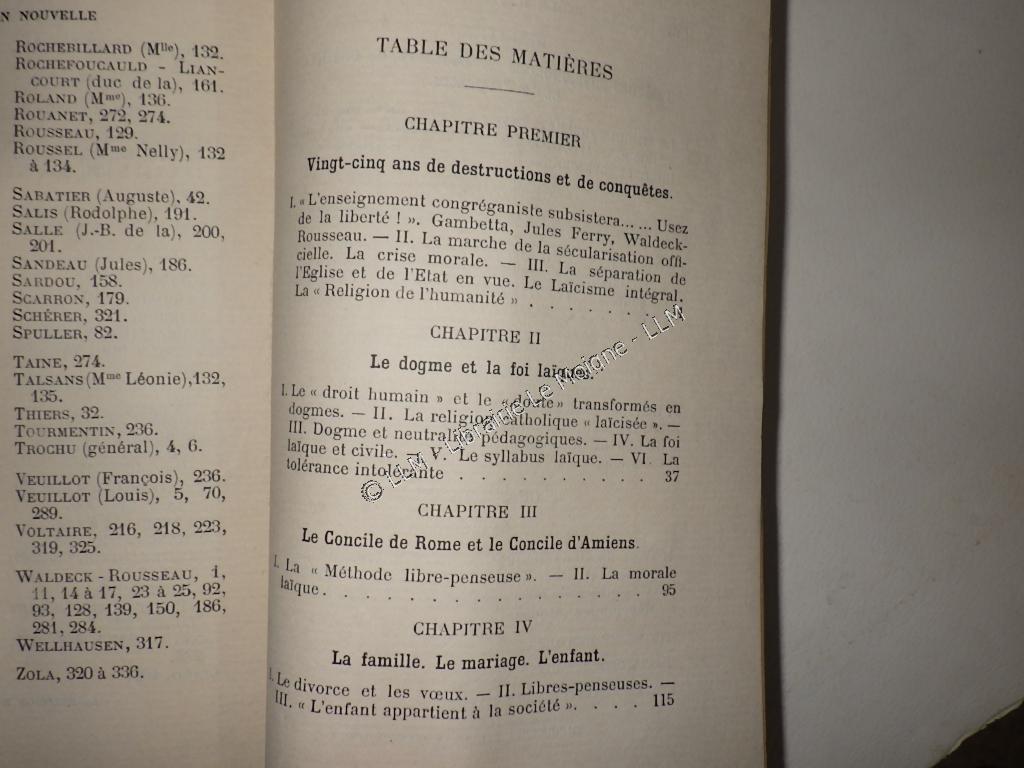 N NOUVELLE
ROCHEBILLARD (Mlle), 132.
ROCHEFOUCAULD - LIAN-
COURT (duc de la), 161.
ROLAND (Mme), 136.
ROUANET, 272, 274.
ROUSSEAU, 129.
ROUSSEL (Mme Nelly), 132
à 134.
SABATIER (Auguste), 42.
SALIS (Rodolphe), 191.
SALLE (J.-B. de la), 200,
201.
SANDEAU (Jules), 186.
SARDOU, 158.
SCARRON, 179.
SCHÉRER, 321.
SPULLER, 82.
TAINE, 274.
TALSANS (Mme Léonie), 132,
135.
THIERS, 32.
TOURMENTIN, 236.
TROCHU (général), 4, 6.
VEUILLOT (François), 236.
VEUILLOT (Louis), 5, 70,
289.
VOLTAIRE, 216, 218, 223,
319, 325.
WALDECK - ROUSSEAU, 1,
11, 14 à 17, 23 à 25, 92,
93, 128, 139, 150, 186,
281, 284.
WELLHAUSEN, 317.
ZOLA, 320 à 336.
TABLE DES MATIÈRES
CHAPITRE PREMIER
Vingt-cinq ans de destructions et de conquêtes.
I. « L'enseignement congréganiste subsistera... ... Usez
de la liberté ! ». Gambetta, Jules Ferry, Waldeck-
Rousseau. — II. La marche de la sécularisation offi-
cielle. La crise morale. — III. La séparation de
l'Eglise et de l'Etat en vue. Le Laïcisme intégral.
La « Religion de l'humanité » . . . . . . .
CHAPITRE II
Le dogme et la foi laïques.
I. Le « droit humain » et le « doute » transformés en
dogmes. — II. La religion catholique « laïcisée ». —
III. Dogme et neutralité pédagogiques. — IV. La foi
laïque et civile. — V. Le syllabus laïque. — VI. La
tolérance intolérante . . . . . . . . . . 37
CHAPITRE III
Le Concile de Rome et le Concile d'Amiens.
I. La « Méthode libre-penseuse ». — II. La morale
laïque . . . . . . . . . . . . . . . 95
CHAPITRE IV
La famille. Le mariage. L'enfant.
I. Le divorce et les vœux. — II. Libres-penseuses. —
III. « L'enfant appartient à la société ». . . . . 115
© LLM - Librairie Le Moigne - LLM